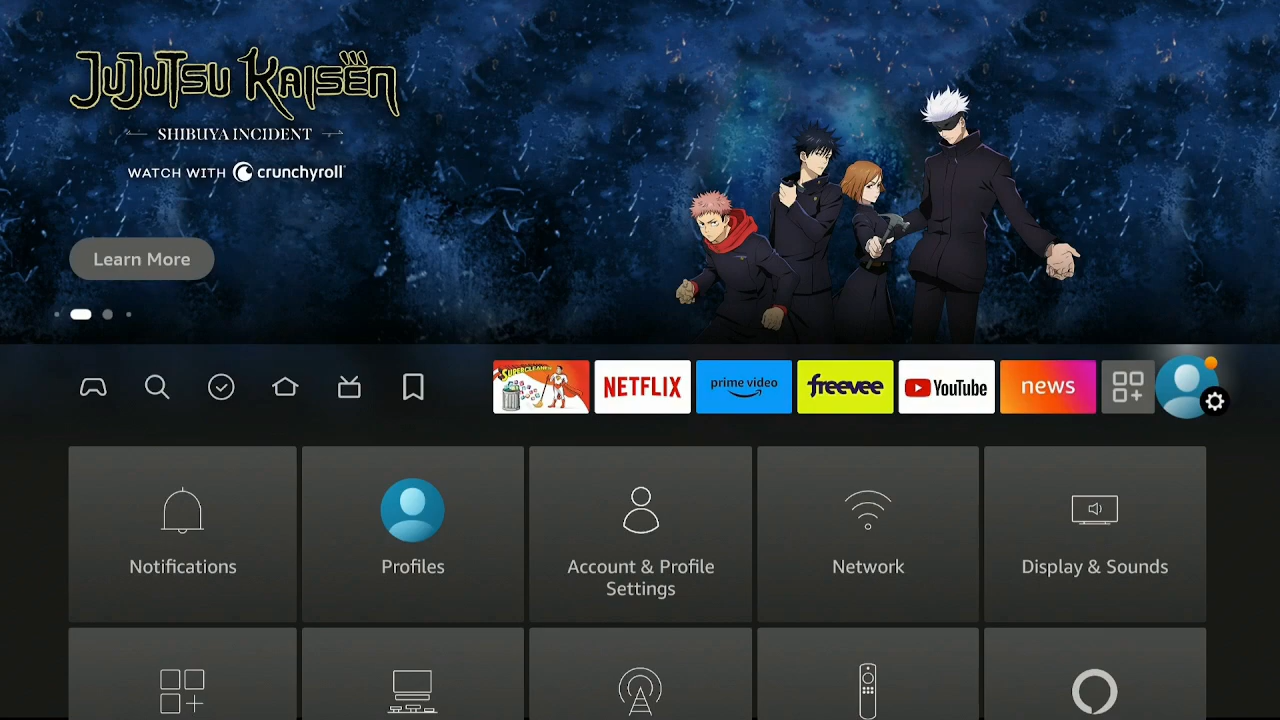 JUJUTSU KAISEN
SHIBUYA INCIDENT
WATCH WITH crunchyroll
Learn More
SUPERCLEANER
NETFLIX
prime video
freevee
YouTube
news
Notifications
Profiles
Account & Profile
Settings
Network
Display & Sounds